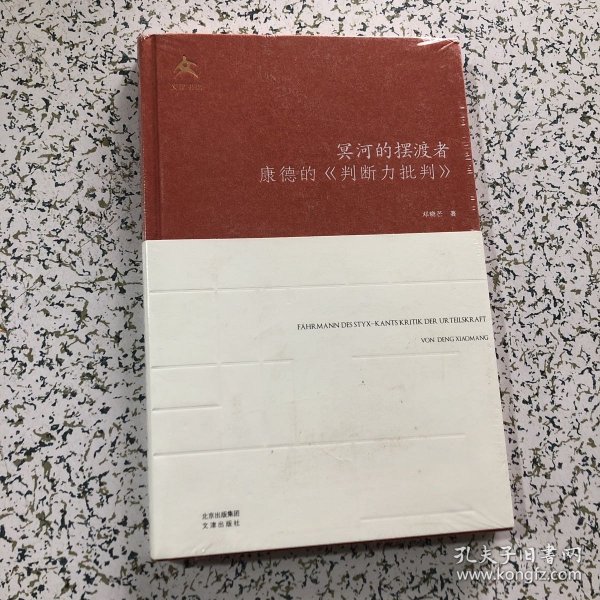 冥河的摆渡者
康德的《判断力批判》
邓晓芒 著
FÄHRMANN DES STYX-KANTS KRITIK DER URTEILSKRAFT
VON DENG XIAOMANG
北京出版集团
文津出版社
孔夫子旧书网
www.kongfz.com